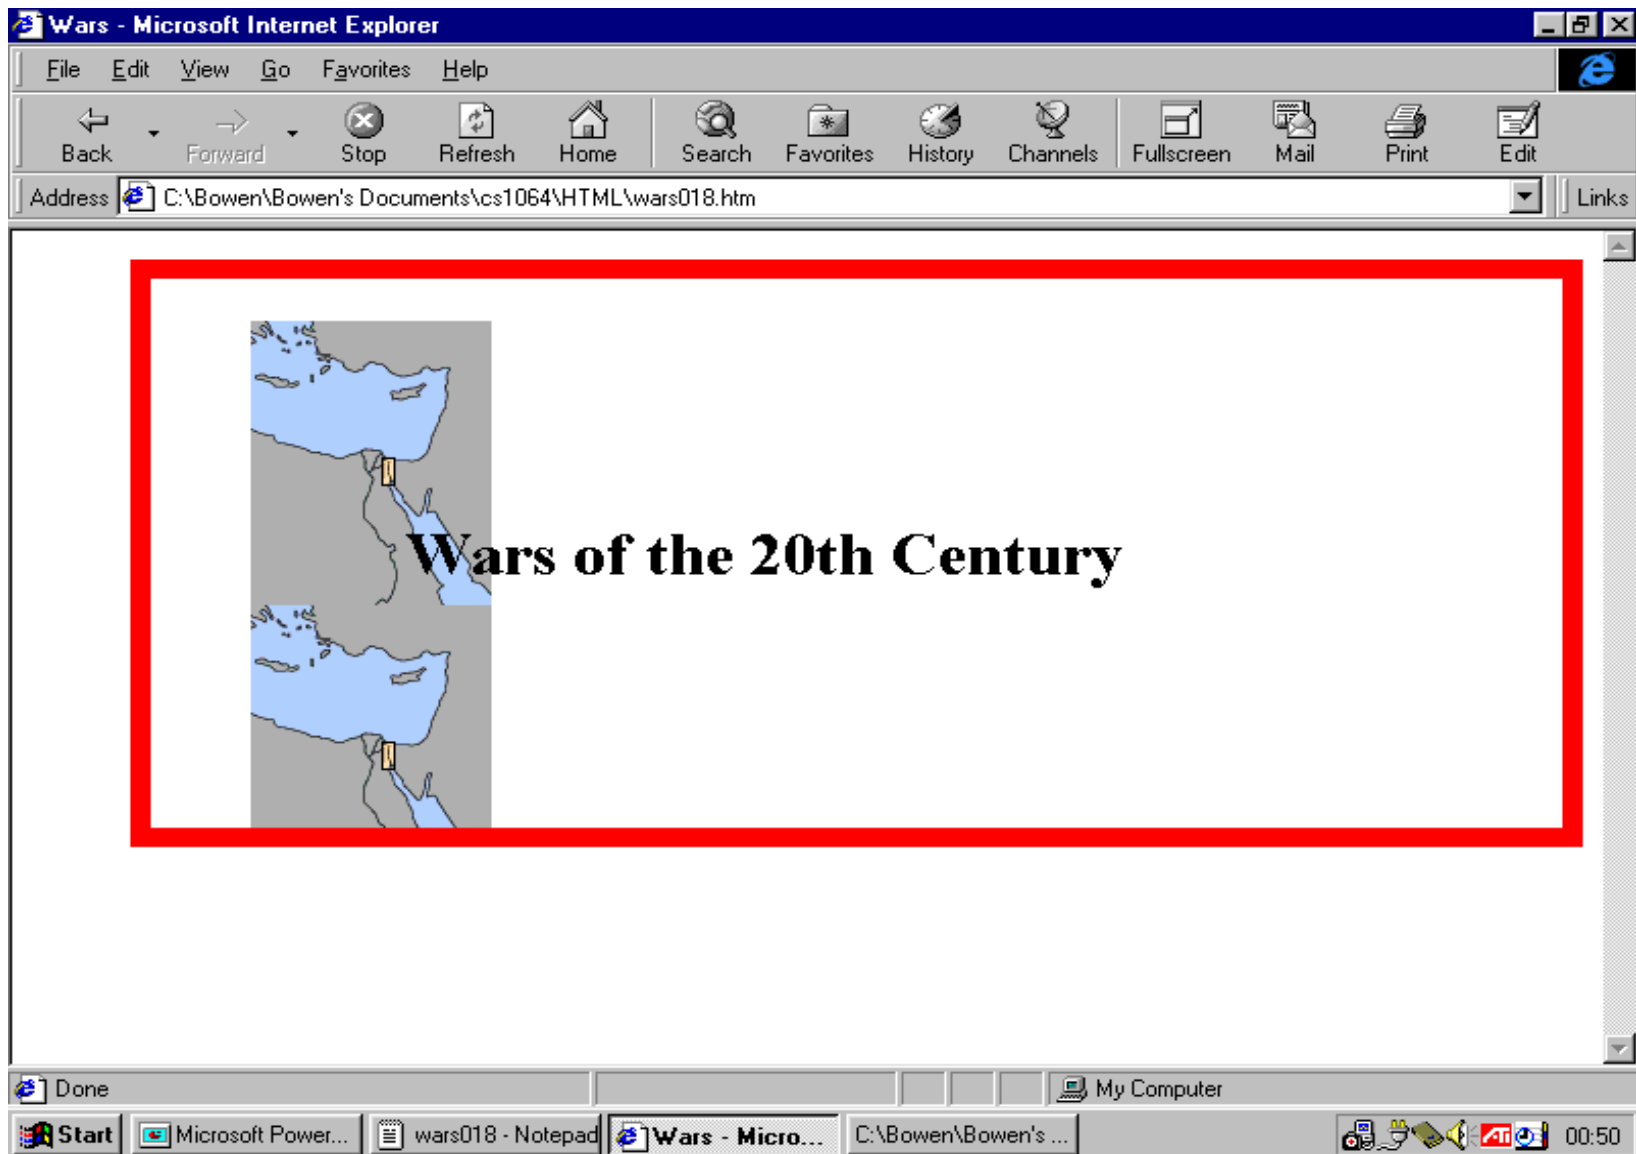 Wars - Microsoft Internet Explorer
File Edit View Go Favorites Help
Back Forward Stop Refresh Home Search Favorites History Channels Fullscreen Mail Print Edit
Address C:\Bowen\Bowen's Documents\cs1064\HTML\wars018.htm Links
Wars of the 20th Century
Done My Computer
Start Microsoft Power... wars018 - Notepad Wars - Micro... C:\Bowen\Bowen's ... ATI 00:50